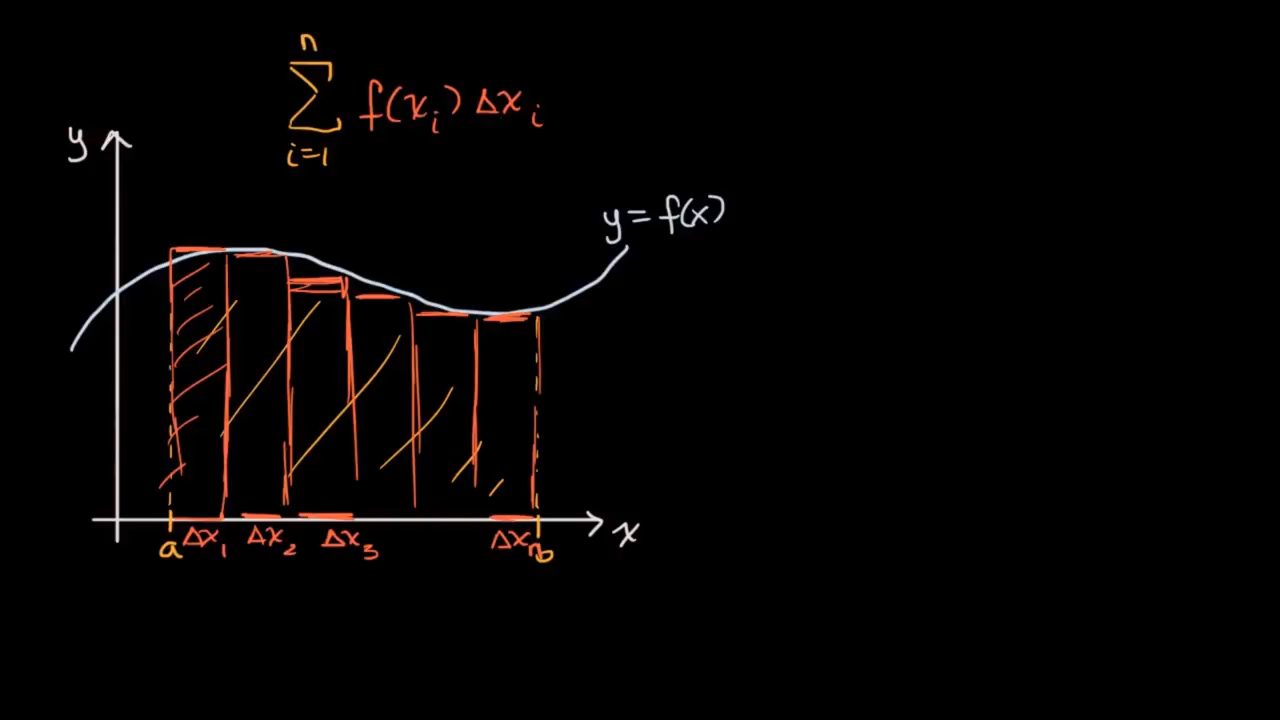 n
∑ f(xᵢ) Δxᵢ
i=1
y
y = f(x)
a Δx₁ Δx₂ Δx₃ Δxₙ b
x